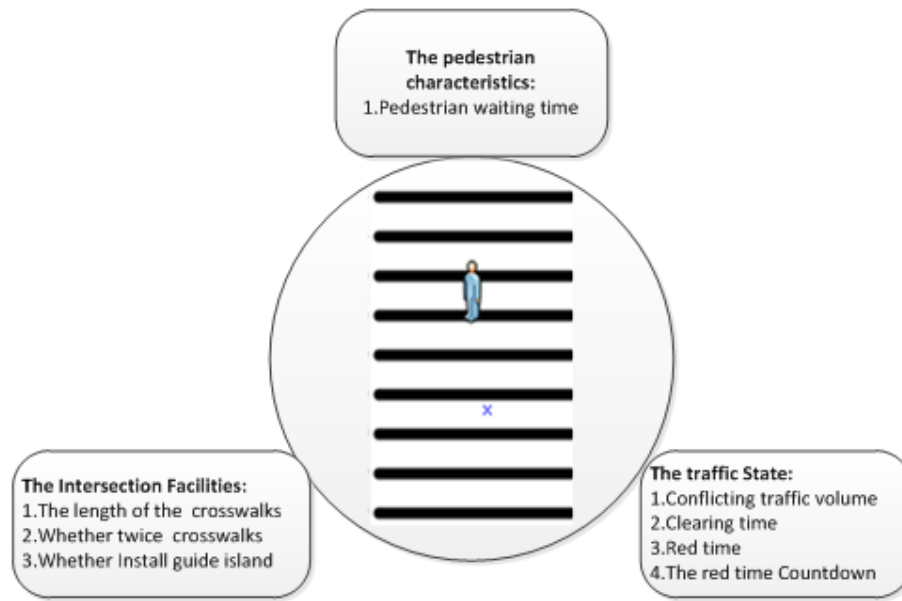 The pedestrian
characteristics:
1.Pedestrian waiting time
x
The Intersection Facilities:
1.The length of the crosswalks
2.Whether twice crosswalks
3.Whether Install guide island
The traffic State:
1.Conflicting traffic volume
2.Clearing time
3.Red time
4.The red time Countdown